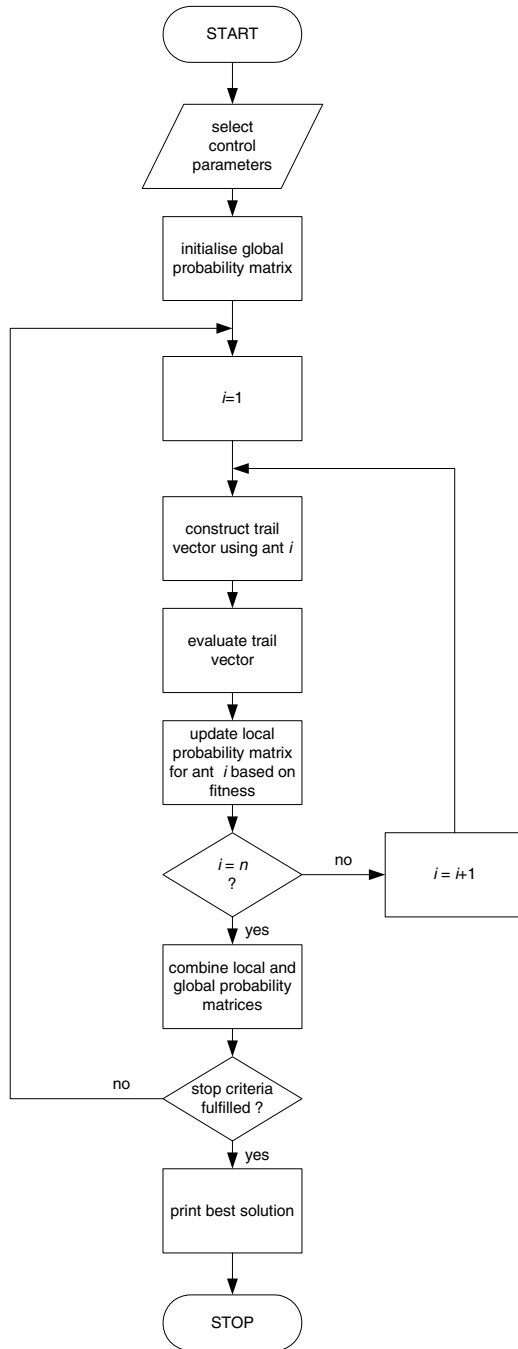 START
select
control
parameters
initialise global
probability matrix
i=1
construct trail
vector using ant i
evaluate trail
vector
update local
probability matrix
for ant i based on
fitness
i = n
?
no
i = i+1
yes
combine local and
global probability
matrices
no
stop criteria
fulfilled ?
yes
print best solution
STOP